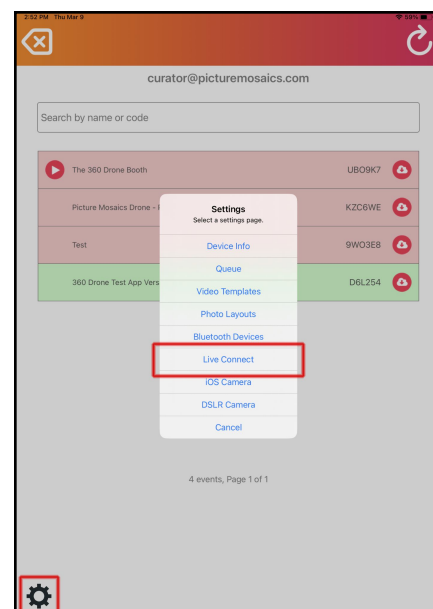 2:52 PM Thu Mar 9
59%
curator@picturemosaics.com
Search by name or code
The 360 Drone Booth UBO9K7
Picture Mosaics Drone - KZC6WE
Test 9WO3E8
360 Drone Test App Vers D6L254
Settings
Select a settings page.
Device Info
Queue
Video Templates
Photo Layouts
Bluetooth Devices
Live Connect
iOS Camera
DSLR Camera
Cancel
4 events, Page 1 of 1